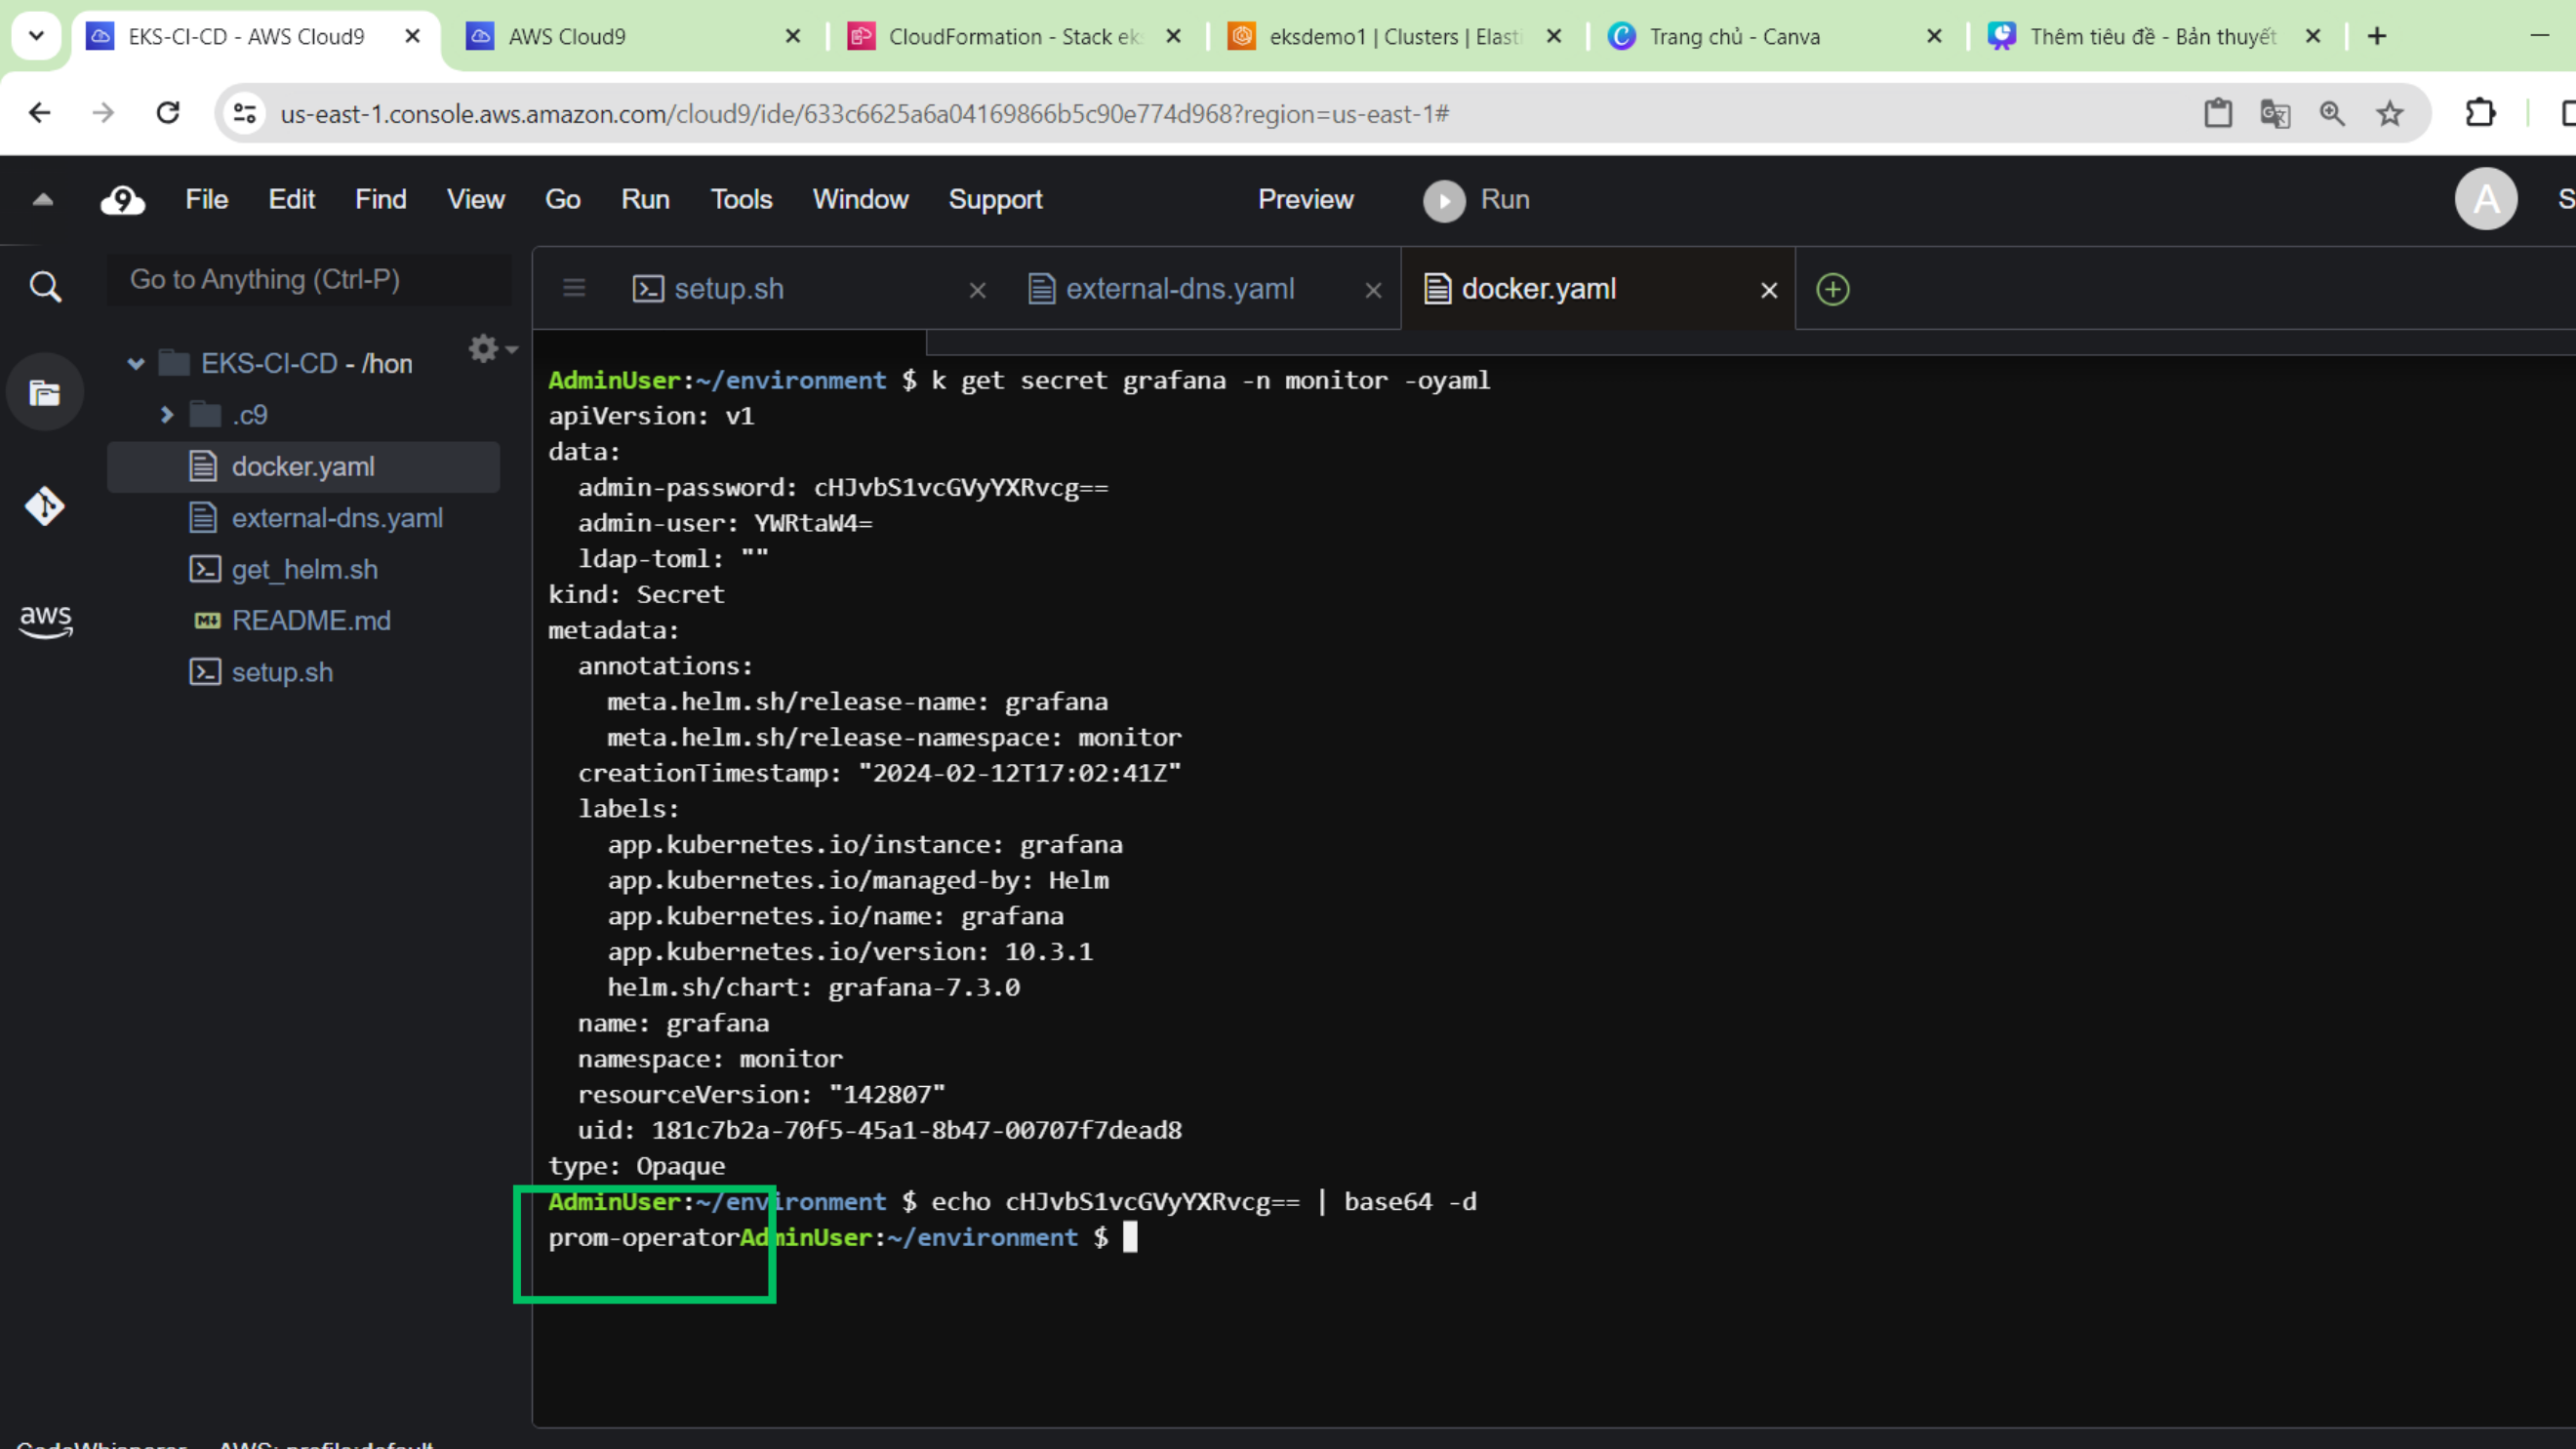 EKS-CI-CD - AWS Cloud9
AWS Cloud9
CloudFormation - Stack eks
eksdemo1 | Clusters | Elasti
Trang chủ - Canva
Thêm tiêu đề - Bản thuyết
us-east-1.console.aws.amazon.com/cloud9/ide/633c6625a6a04169866b5c90e774d968?region=us-east-1#
File Edit Find View Go Run Tools Window Support Preview Run
A
S
Go to Anything (Ctrl-P)
setup.sh
external-dns.yaml
docker.yaml
EKS-CI-CD - /hon
.c9
docker.yaml
external-dns.yaml
get_helm.sh
README.md
setup.sh
aws
AdminUser:~/environment $ k get secret grafana -n monitor -oyaml
apiVersion: v1
data:
  admin-password: cHJvbS1vcGVyYXRvcg==
  admin-user: YWRtaW4=
  ldap-toml: ""
kind: Secret
metadata:
  annotations:
    meta.helm.sh/release-name: grafana
    meta.helm.sh/release-namespace: monitor
  creationTimestamp: "2024-02-12T17:02:41Z"
  labels:
    app.kubernetes.io/instance: grafana
    app.kubernetes.io/managed-by: Helm
    app.kubernetes.io/name: grafana
    app.kubernetes.io/version: 10.3.1
    helm.sh/chart: grafana-7.3.0
  name: grafana
  namespace: monitor
  resourceVersion: "142807"
  uid: 181c7b2a-70f5-45a1-8b47-00707f7dead8
type: Opaque
AdminUser:~/environment $ echo cHJvbS1vcGVyYXRvcg== | base64 -d
prom-operatorAdminUser:~/environment $
CodeWhisperer AWS: profile:default